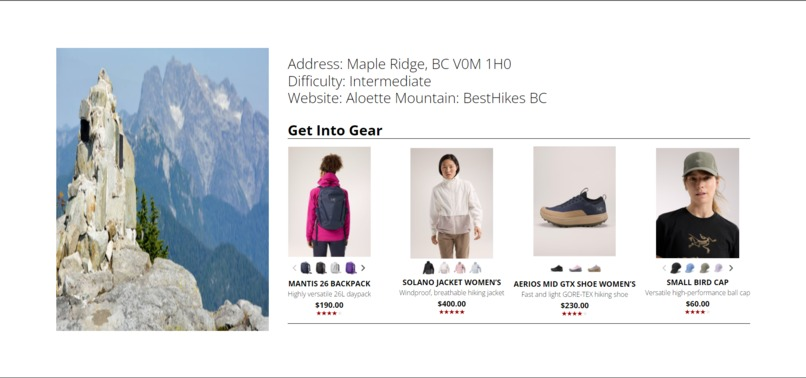 Address: Maple Ridge, BC V0M 1H0
Difficulty: Intermediate
Website: Aloette Mountain: BestHikes BC
Get Into Gear
MANTIS 26 BACKPACK
Highly versatile 26L daypack
$190.00
SOLANO JACKET WOMEN'S
Windproof, breathable hiking jacket
$400.00
AERIOS MID GTX SHOE WOMEN'S
Fast and light GORE-TEX hiking shoe
$230.00
SMALL BIRD CAP
Versatile high-performance ball cap
$60.00